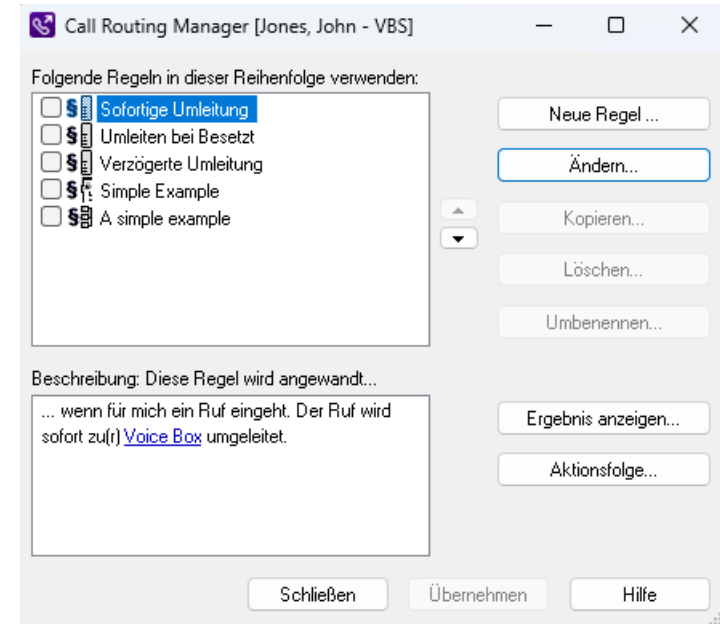 Call Routing Manager [Jones, John - VBS]
Folgende Regeln in dieser Reihenfolge verwenden:
Sofortige Umleitung
Umleiten bei Besetzt
Verzögerte Umleitung
Simple Example
A simple example
Neue Regel ...
Ändern...
Kopieren...
Löschen...
Umbenennen...
Beschreibung: Diese Regel wird angewandt...
... wenn für mich ein Ruf eingeht. Der Ruf wird
sofort zu(r) Voice Box umgeleitet.
Ergebnis anzeigen...
Aktionsfolge...
Schließen
Übernehmen
Hilfe